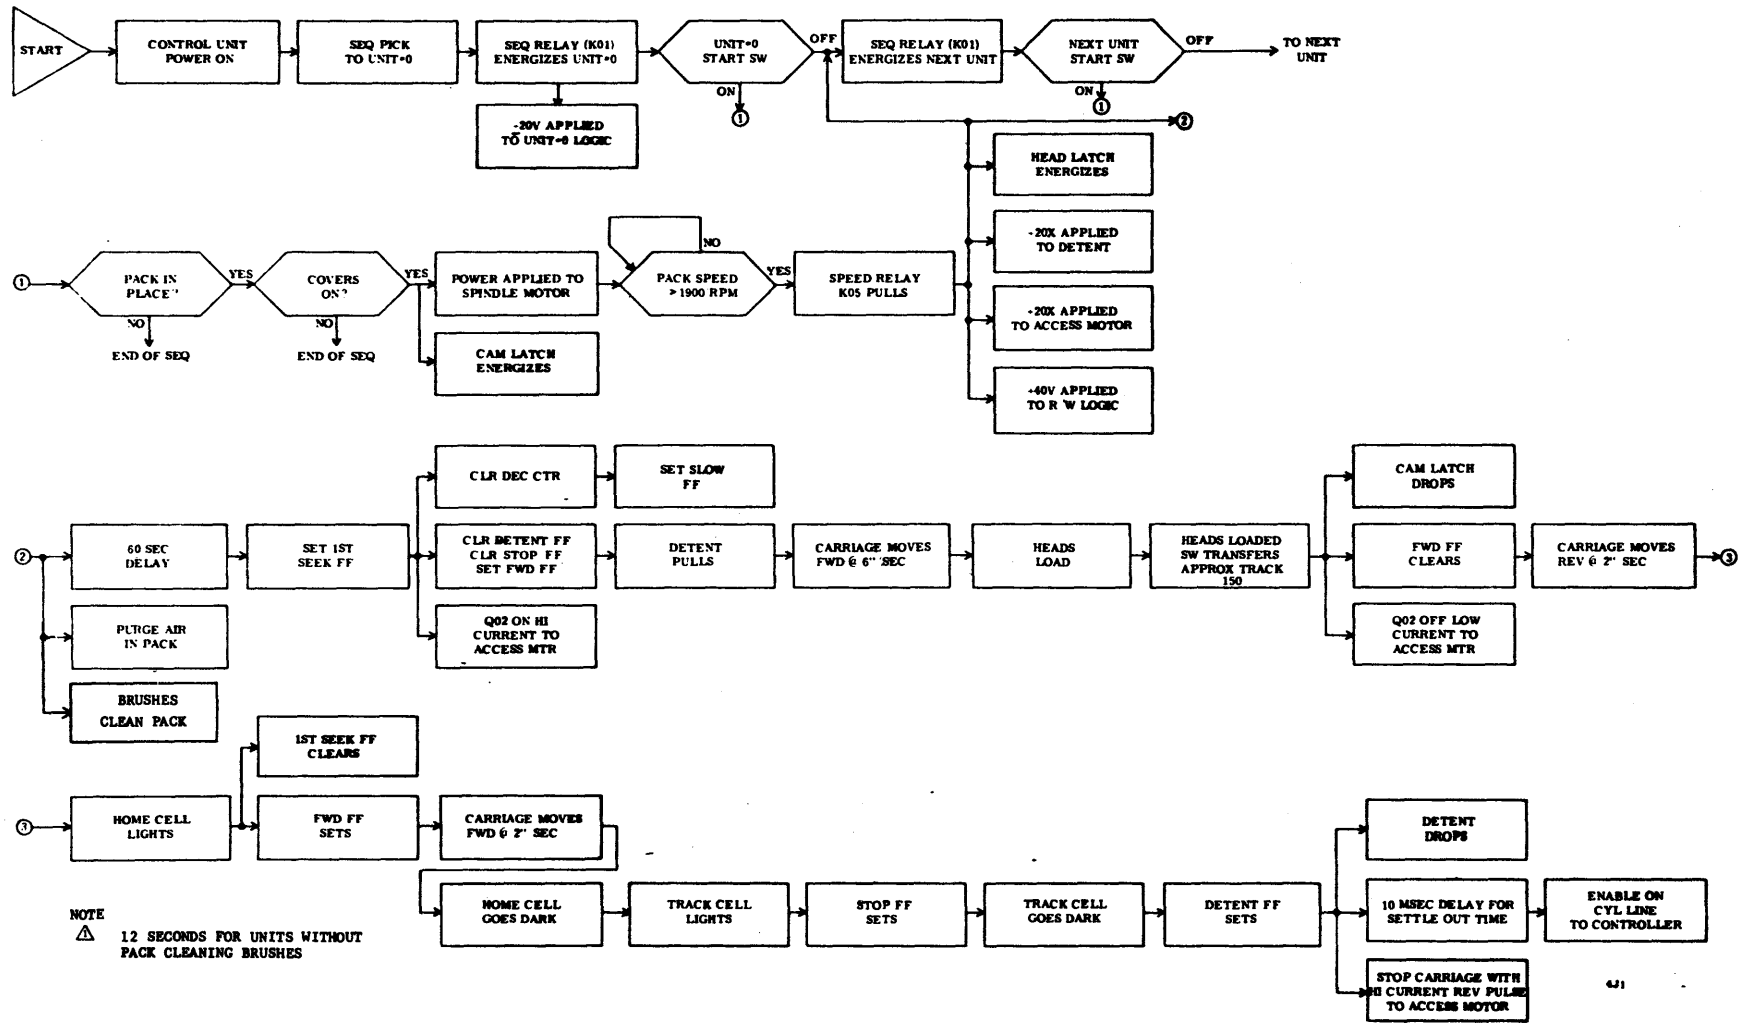 START
CONTROL UNIT
POWER ON
SEQ PICK
TO UNIT=0
SEQ RELAY (K01)
ENERGIZES UNIT=0
UNIT=0
START SW
OFF
SEQ RELAY (K01)
ENERGIZES NEXT UNIT
NEXT UNIT
START SW
OFF
TO NEXT
UNIT
ON
1
ON
1
-20V APPLIED
TO UNIT=0 LOGIC
2
HEAD LATCH
ENERGIZES
-20X APPLIED
TO DETENT
+20X APPLIED
TO ACCESS MOTOR
+40V APPLIED
TO R/W LOGIC
1
PACK IN
PLACE?
YES
COVERS
ON?
YES
POWER APPLIED TO
SPINDLE MOTOR
NO
PACK SPEED
>1900 RPM
YES
SPEED RELAY
K05 PULLS
NO
END OF SEQ
NO
END OF SEQ
CAM LATCH
ENERGIZES
CLR DEC CTR
SET SLOW
FF
CAM LATCH
DROPS
2
60 SEC
DELAY
SET 1ST
SEEK FF
CLR DETENT FF
CLR STOP FF
SET FWD FF
DETENT
PULLS
CARRIAGE MOVES
FWD @ 6" SEC
HEADS
LOAD
HEADS LOADED
SW TRANSFERS
APPROX TRACK
150
FWD FF
CLEARS
CARRIAGE MOVES
REV @ 2" SEC
3
PURGE AIR
IN PACK
Q02 ON HI
CURRENT TO
ACCESS MTR
Q02 OFF LOW
CURRENT TO
ACCESS MTR
BRUSHES
CLEAN PACK
1ST SEEK FF
CLEARS
3
HOME CELL
LIGHTS
FWD FF
SETS
CARRIAGE MOVES
FWD @ 2" SEC
DETENT
DROPS
HOME CELL
GOES DARK
TRACK CELL
LIGHTS
STOP FF
SETS
TRACK CELL
GOES DARK
DETENT FF
SETS
10 MSEC DELAY FOR
SETTLE OUT TIME
ENABLE ON
CYL LINE
TO CONTROLLER
STOP CARRIAGE WITH
HI CURRENT REV PULSE
TO ACCESS MOTOR
NOTE
12 SECONDS FOR UNITS WITHOUT
PACK CLEANING BRUSHES
4J1